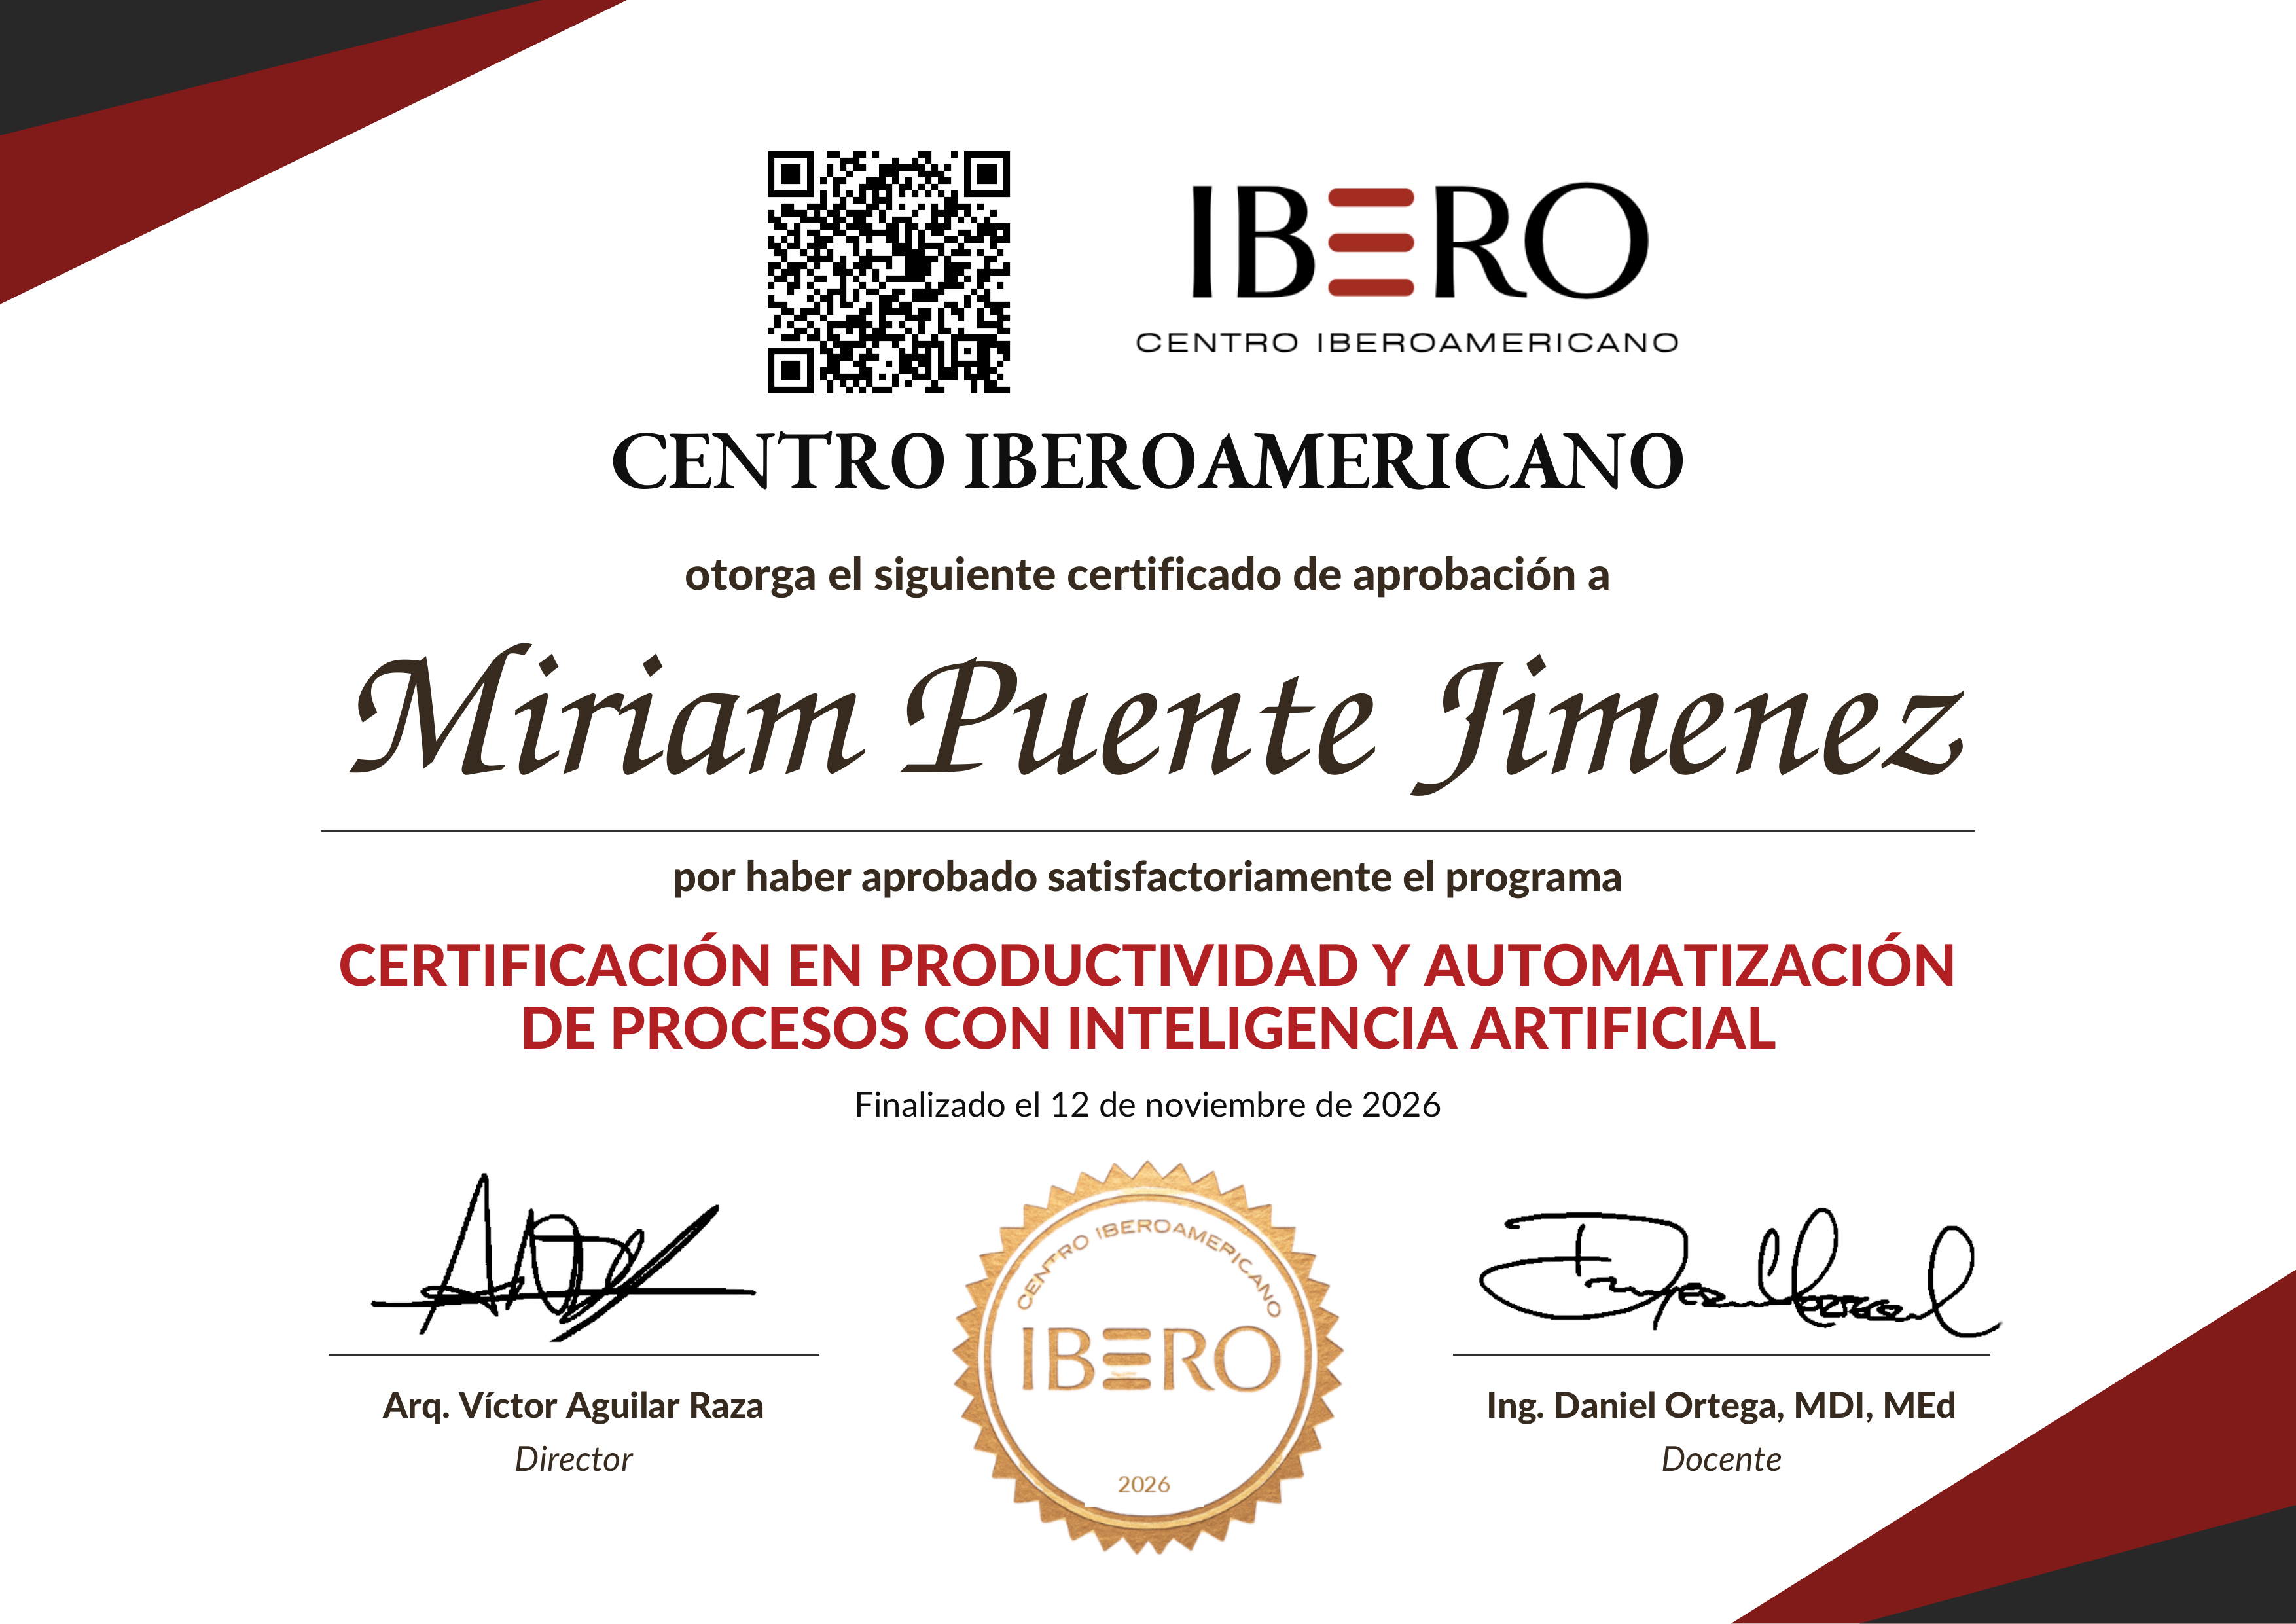 IBERO
CENTRO IBEROAMERICANO
CENTRO IBEROAMERICANO
otorga el siguiente certificado de aprobación a
Miriam Puente Jimenez
por haber aprobado satisfactoriamente el programa
CERTIFICACIÓN EN PRODUCTIVIDAD Y AUTOMATIZACIÓN
DE PROCESOS CON INTELIGENCIA ARTIFICIAL
Finalizado el 12 de noviembre de 2026
CENTRO IBEROAMERICANO
IBERO
2026
Arq. Víctor Aguilar Raza
Director
Ing. Daniel Ortega, MDI, MEd
Docente